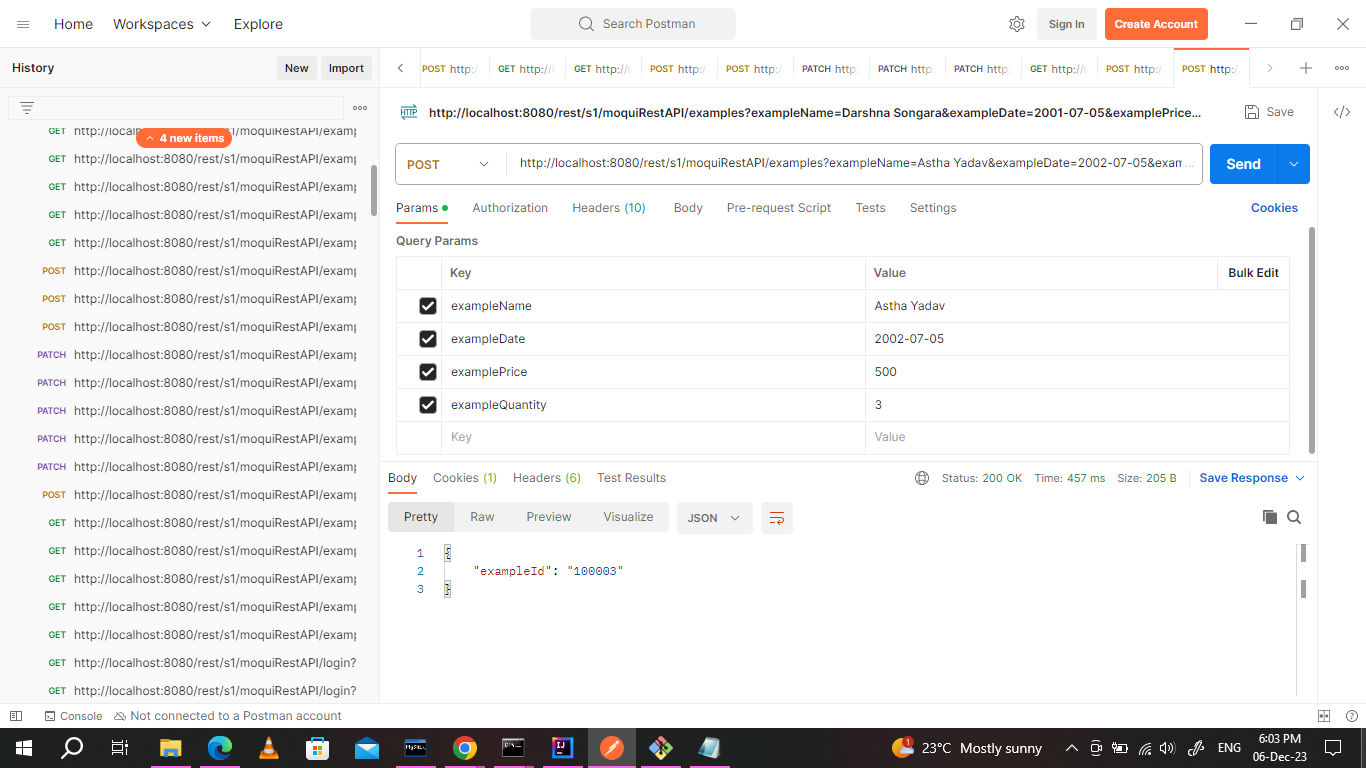 Home Workspaces Explore Search Postman Sign In Create Account
History New Import
POST http:/ GET http://l GET http://l POST http:/ POST http:/ PATCH http: PATCH http: PATCH http: GET http://l POST http:/ POST http:/
HTTP http://localhost:8080/rest/s1/moquiRestAPI/examples?exampleName=Darshna Songara&exampleDate=2001-07-05&examplePrice... Save
4 new items
GET http://localhost:8080/rest/s1/moquiRestAPI/examp
GET http://localhost:8080/rest/s1/moquiRestAPI/examp
GET http://localhost:8080/rest/s1/moquiRestAPI/examp
GET http://localhost:8080/rest/s1/moquiRestAPI/examp
GET http://localhost:8080/rest/s1/moquiRestAPI/examp
POST http://localhost:8080/rest/s1/moquiRestAPI/examp
POST http://localhost:8080/rest/s1/moquiRestAPI/examp
POST http://localhost:8080/rest/s1/moquiRestAPI/examp
PATCH http://localhost:8080/rest/s1/moquiRestAPI/examp
PATCH http://localhost:8080/rest/s1/moquiRestAPI/examp
PATCH http://localhost:8080/rest/s1/moquiRestAPI/examp
PATCH http://localhost:8080/rest/s1/moquiRestAPI/examp
PATCH http://localhost:8080/rest/s1/moquiRestAPI/examp
POST http://localhost:8080/rest/s1/moquiRestAPI/examp
GET http://localhost:8080/rest/s1/moquiRestAPI/examp
GET http://localhost:8080/rest/s1/moquiRestAPI/examp
GET http://localhost:8080/rest/s1/moquiRestAPI/examp
GET http://localhost:8080/rest/s1/moquiRestAPI/examp
GET http://localhost:8080/rest/s1/moquiRestAPI/examp
GET http://localhost:8080/rest/s1/moquiRestAPI/login?
GET http://localhost:8080/rest/s1/moquiRestAPI/login?
POST http://localhost:8080/rest/s1/moquiRestAPI/examples?exampleName=Astha Yadav&exampleDate=2002-07-05&exam... Send
Params Authorization Headers (10) Body Pre-request Script Tests Settings Cookies
Query Params
Key Value Bulk Edit
exampleName Astha Yadav
exampleDate 2002-07-05
examplePrice 500
exampleQuantity 3
Key Value
Body Cookies (1) Headers (6) Test Results Status: 200 OK Time: 457 ms Size: 205 B Save Response
Pretty Raw Preview Visualize JSON
1 {
2 "exampleId": "100003"
3 }
Console Not connected to a Postman account
1 23°C Mostly sunny ENG 6:03 PM
06-Dec-23